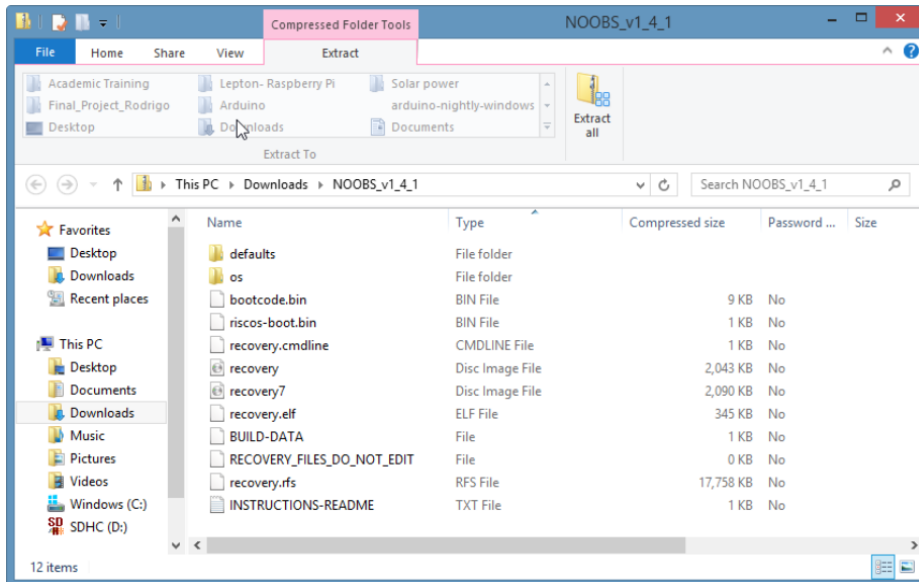 Compressed Folder Tools
NOOBS_v1_4_1
File Home Share View Extract
Academic Training Lepton- Raspberry Pi Solar power
Final_Project_Rodrigo Arduino arduino-nightly-windows
Desktop Downloads Documents
Extract all
Extract To
This PC Downloads NOOBS_v1_4_1 Search NOOBS_v1_4_1
Favorites
Desktop
Downloads
Recent places
This PC
Desktop
Documents
Downloads
Music
Pictures
Videos
Windows (C:)
SDHC (D:)
Name Type Compressed size Password ... Size
defaults File folder
os File folder
bootcode.bin BIN File 9 KB No
riscos-boot.bin BIN File 1 KB No
recovery.cmdline CMDLINE File 1 KB No
recovery Disc Image File 2,043 KB No
recovery7 Disc Image File 2,090 KB No
recovery.elf ELF File 345 KB No
BUILD-DATA File 1 KB No
RECOVERY_FILES_DO_NOT_EDIT File 0 KB No
recovery.rfs RFS File 17,758 KB No
INSTRUCTIONS-README TXT File 1 KB No
12 items